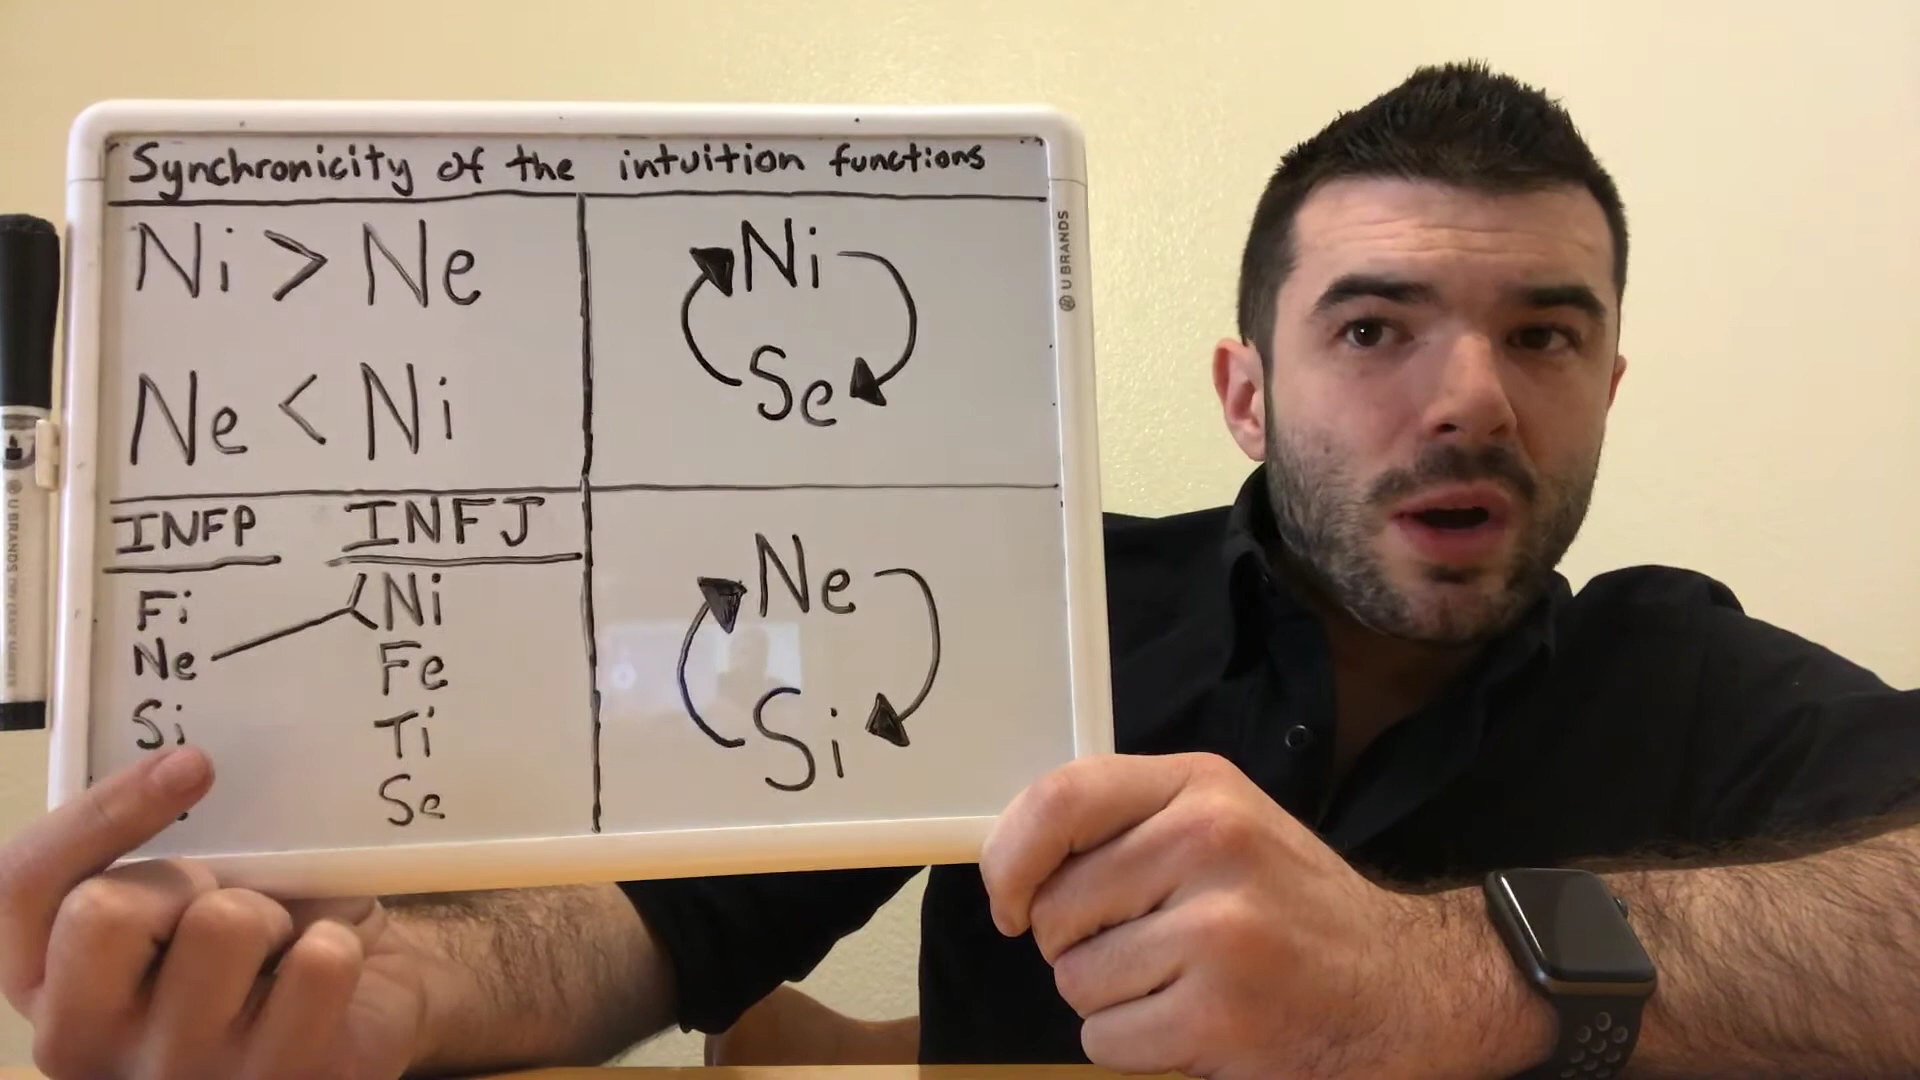 Synchronicity of the intuition functions
Ni > Ne
Ne < Ni
Ni
Se
INFP INFJ
Fi Ni
Ne Fe
Si Ti
Se
Ne
Si
U BRANDS
U BRANDS